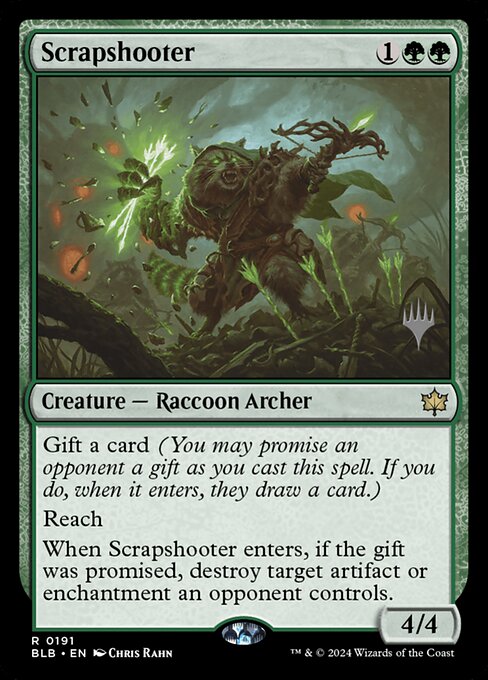 Scrapshooter 1
Creature — Raccoon Archer
Gift a card (You may promise an
opponent a gift as you cast this spell. If you
do, when it enters, they draw a card.)
Reach
When Scrapshooter enters, if the gift
was promised, destroy target artifact or
enchantment an opponent controls.
4/4
R 0191
BLB • EN Chris Rahn
™ & © 2024 Wizards of the Coast